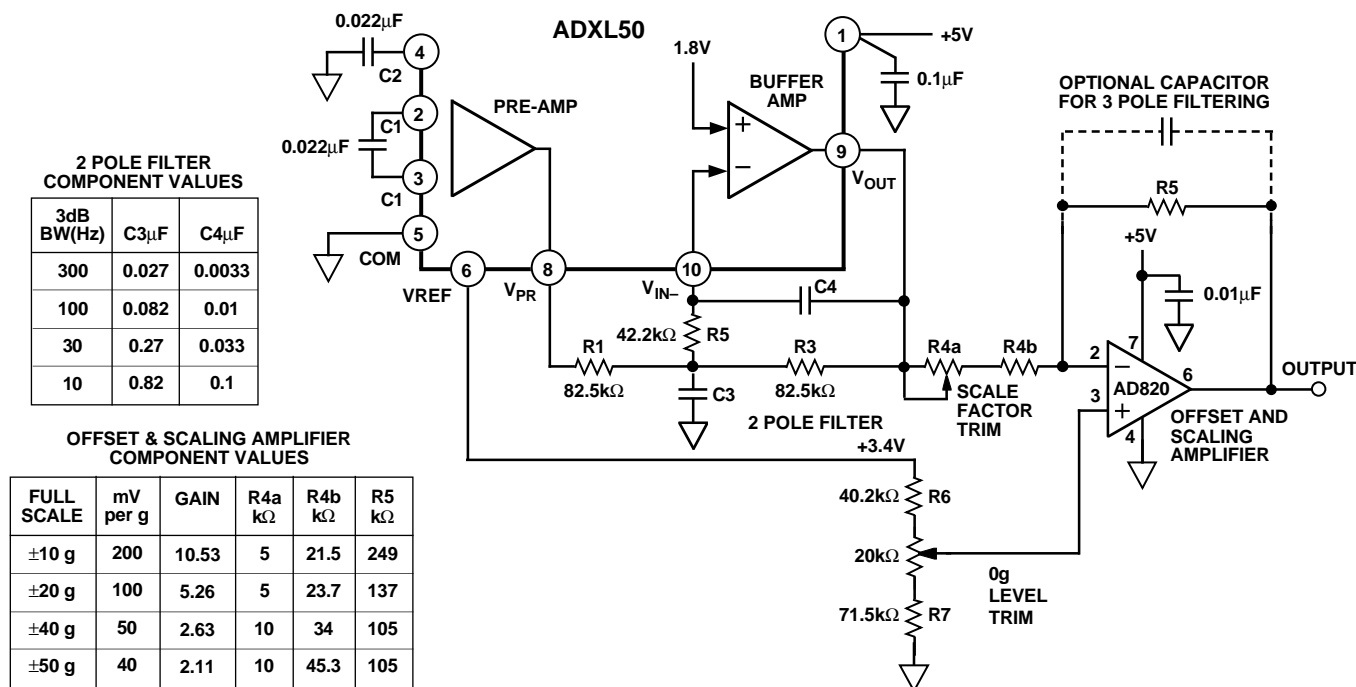 ADXL50
0.022µF
4
C2
2
C1
0.022µF
3
C1
5
COM
PRE-AMP
1.8V
BUFFER
AMP
+
−
1
+5V
0.1µF
9
VOUT
6
VREF
8
VPR
10
VIN–
42.2kΩ R5
C4
R1
82.5kΩ
C3
R3
82.5kΩ
2 POLE FILTER
R4a
SCALE
FACTOR
TRIM
R4b
OPTIONAL CAPACITOR
FOR 3 POLE FILTERING
R5
+5V
0.01µF
7
2
−
AD820
3
+
4
6
OUTPUT
OFFSET AND
SCALING
AMPLIFIER
+3.4V
40.2kΩ R6
20kΩ
0g
LEVEL
TRIM
71.5kΩ R7
2 POLE FILTER
COMPONENT VALUES
3dB
BW(Hz) C3µF C4µF
300 0.027 0.0033
100 0.082 0.01
30 0.27 0.033
10 0.82 0.1
OFFSET & SCALING AMPLIFIER
COMPONENT VALUES
FULL
SCALE mV
per g GAIN R4a
kΩ R4b
kΩ R5
kΩ
±10 g 200 10.53 5 21.5 249
±20 g 100 5.26 5 23.7 137
±40 g 50 2.63 10 34 105
±50 g 40 2.11 10 45.3 105